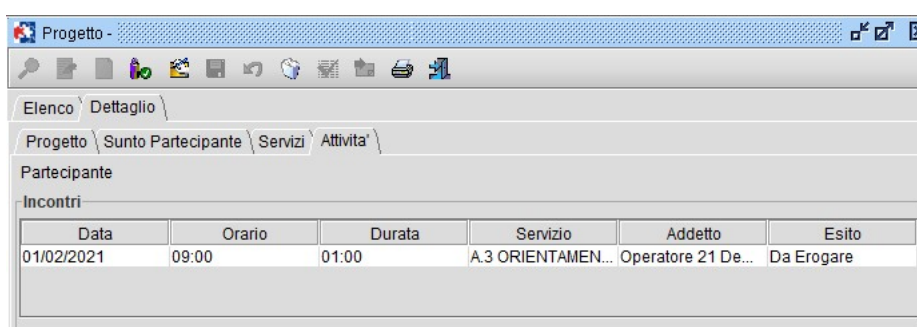 Progetto -
Elenco Dettaglio
Progetto Sunto Partecipante Servizi Attivita'
Partecipante
Incontri
Data Orario Durata Servizio Addetto Esito
01/02/2021 09:00 01:00 A.3 ORIENTAMEN... Operatore 21 De... Da Erogare